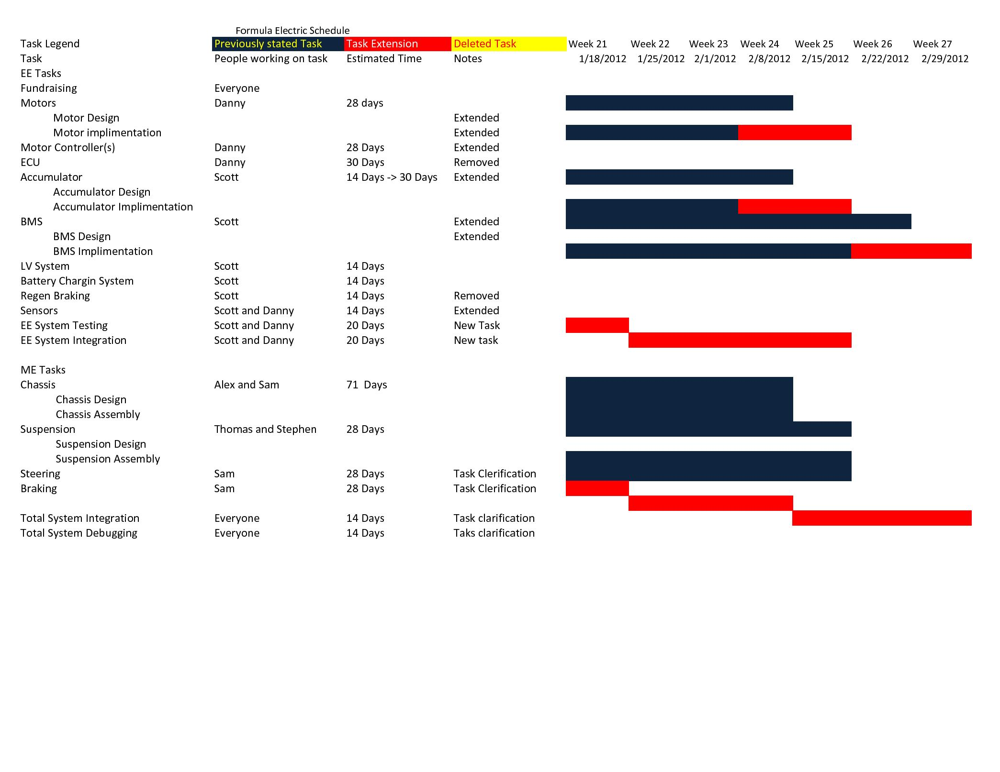 Formula Electric Schedule
Task Legend Previously stated Task Task Extension Deleted Task Week 21 Week 22 Week 23 Week 24 Week 25 Week 26 Week 27
Task People working on task Estimated Time Notes 1/18/2012 1/25/2012 2/1/2012 2/8/2012 2/15/2012 2/22/2012 2/29/2012
EE Tasks
Fundraising Everyone
Motors Danny 28 days
Motor Design Extended
Motor implimentation Extended
Motor Controller(s) Danny 28 Days Extended
ECU Danny 30 Days Removed
Accumulator Scott 14 Days -> 30 Days Extended
Accumulator Design
Accumulator Implimentation
BMS Scott Extended
BMS Design Extended
BMS Implimentation
LV System Scott 14 Days
Battery Chargin System Scott 14 Days
Regen Braking Scott 14 Days Removed
Sensors Scott and Danny 14 Days Extended
EE System Testing Scott and Danny 20 Days New Task
EE System Integration Scott and Danny 20 Days New task
ME Tasks
Chassis Alex and Sam 71 Days
Chassis Design
Chassis Assembly
Suspension Thomas and Stephen 28 Days
Suspension Design
Suspension Assembly
Steering Sam 28 Days Task Clerification
Braking Sam 28 Days Task Clerification
Total System Integration Everyone 14 Days Task clarification
Total System Debugging Everyone 14 Days Taks clarification